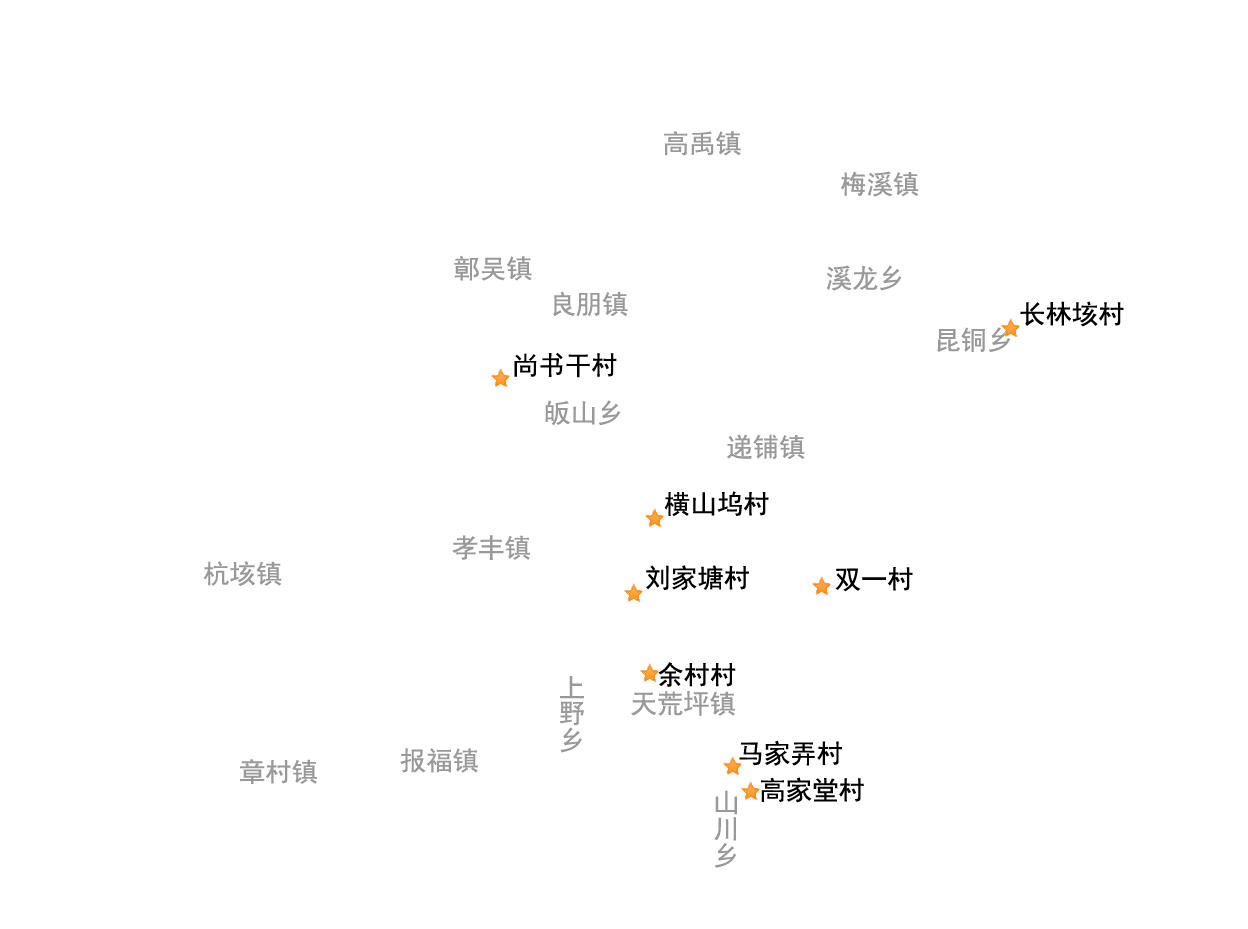 高禹镇
梅溪镇
鄣吴镇
溪龙乡
良朋镇
长林垓村
昆铜乡
尚书干村
皈山乡
递铺镇
横山坞村
孝丰镇
杭垓镇
刘家塘村
双一村
余村村
上野乡
天荒坪镇
马家弄村
报福镇
章村镇
高家堂村
山川乡